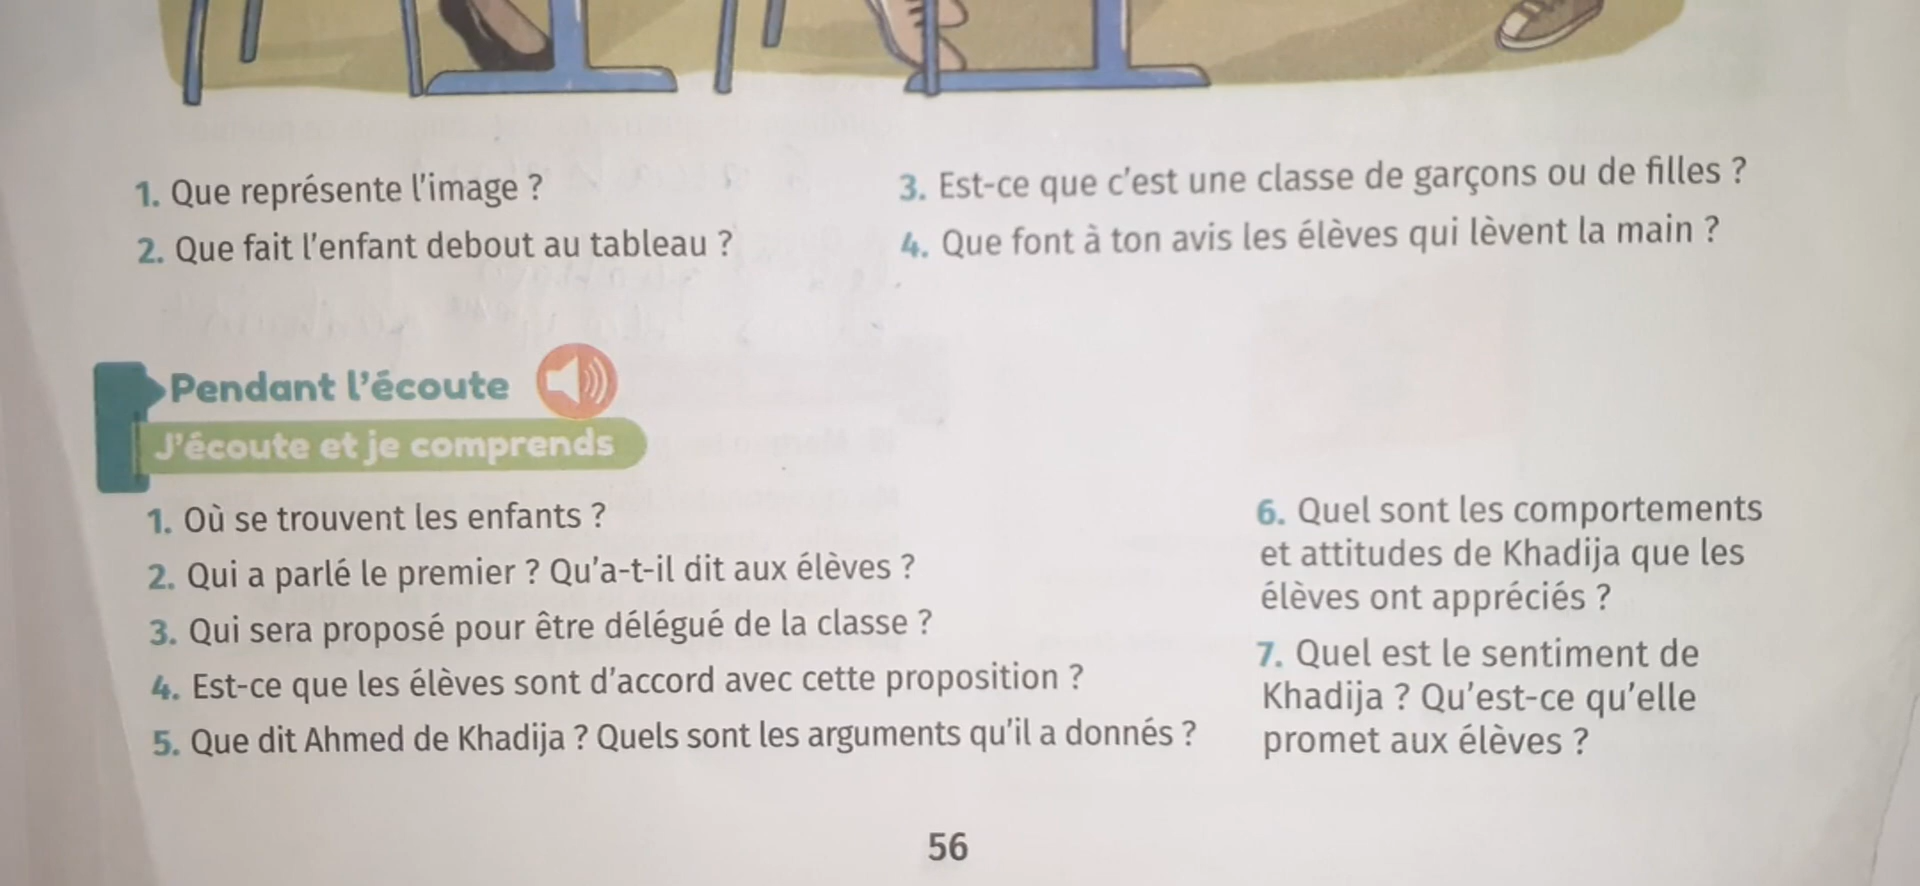 1. Que représente l'image ?
2. Que fait l'enfant debout au tableau ?
3. Est-ce que c'est une classe de garçons ou de filles ?
4. Que font à ton avis les élèves qui lèvent la main ?
Pendant l'écoute
J'écoute et je comprends
1. Où se trouvent les enfants ?
2. Qui a parlé le premier ? Qu'a-t-il dit aux élèves ?
3. Qui sera proposé pour être délégué de la classe ?
4. Est-ce que les élèves sont d'accord avec cette proposition ?
5. Que dit Ahmed de Khadija ? Quels sont les arguments qu'il a donnés ?
6. Quel sont les comportements
et attitudes de Khadija que les
élèves ont appréciés ?
7. Quel est le sentiment de
Khadija ? Qu'est-ce qu'elle
promet aux élèves ?
56